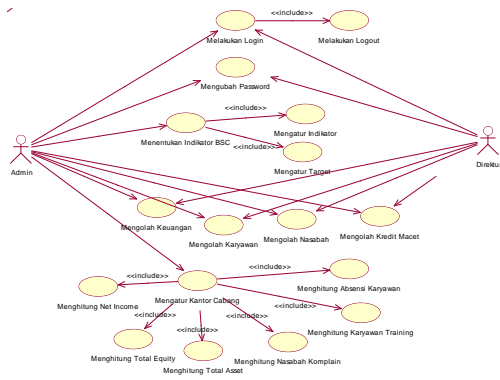 <<include>>
Melakukan Login
Melakukan Logout
Mengubah Password
<<include>>
Mengatur Indikator
Menentukan Indikator BSC
<<include>>
Mengatur Target
Admin
Direktur
Mengolah Keuangan
Mengolah Karyawan
Mengolah Nasabah
Mengolah Kredit Macet
<<include>>
<<include>>
Menghitung Absensi Karyawan
Menghitung Net Income
Mengatur Kantor Cabang
<<include>>
<<include>>
Menghitung Karyawan Training
Menghitung Total Equity
Menghitung Total Asset
Menghitung Nasabah Komplain